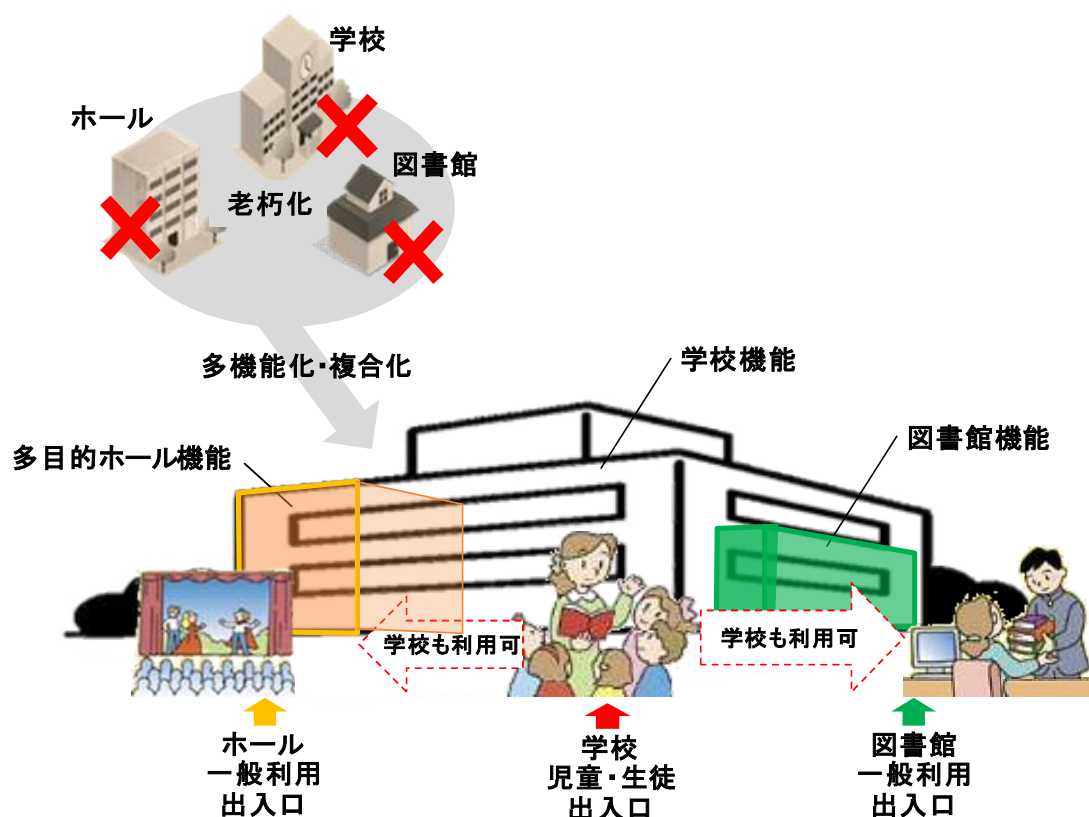 学校
ホール
図書館
老朽化
多機能化・複合化
学校機能
図書館機能
多目的ホール機能
学校も利用可
学校も利用可
ホール
一般利用
出入口
学校
児童・生徒
出入口
図書館
一般利用
出入口